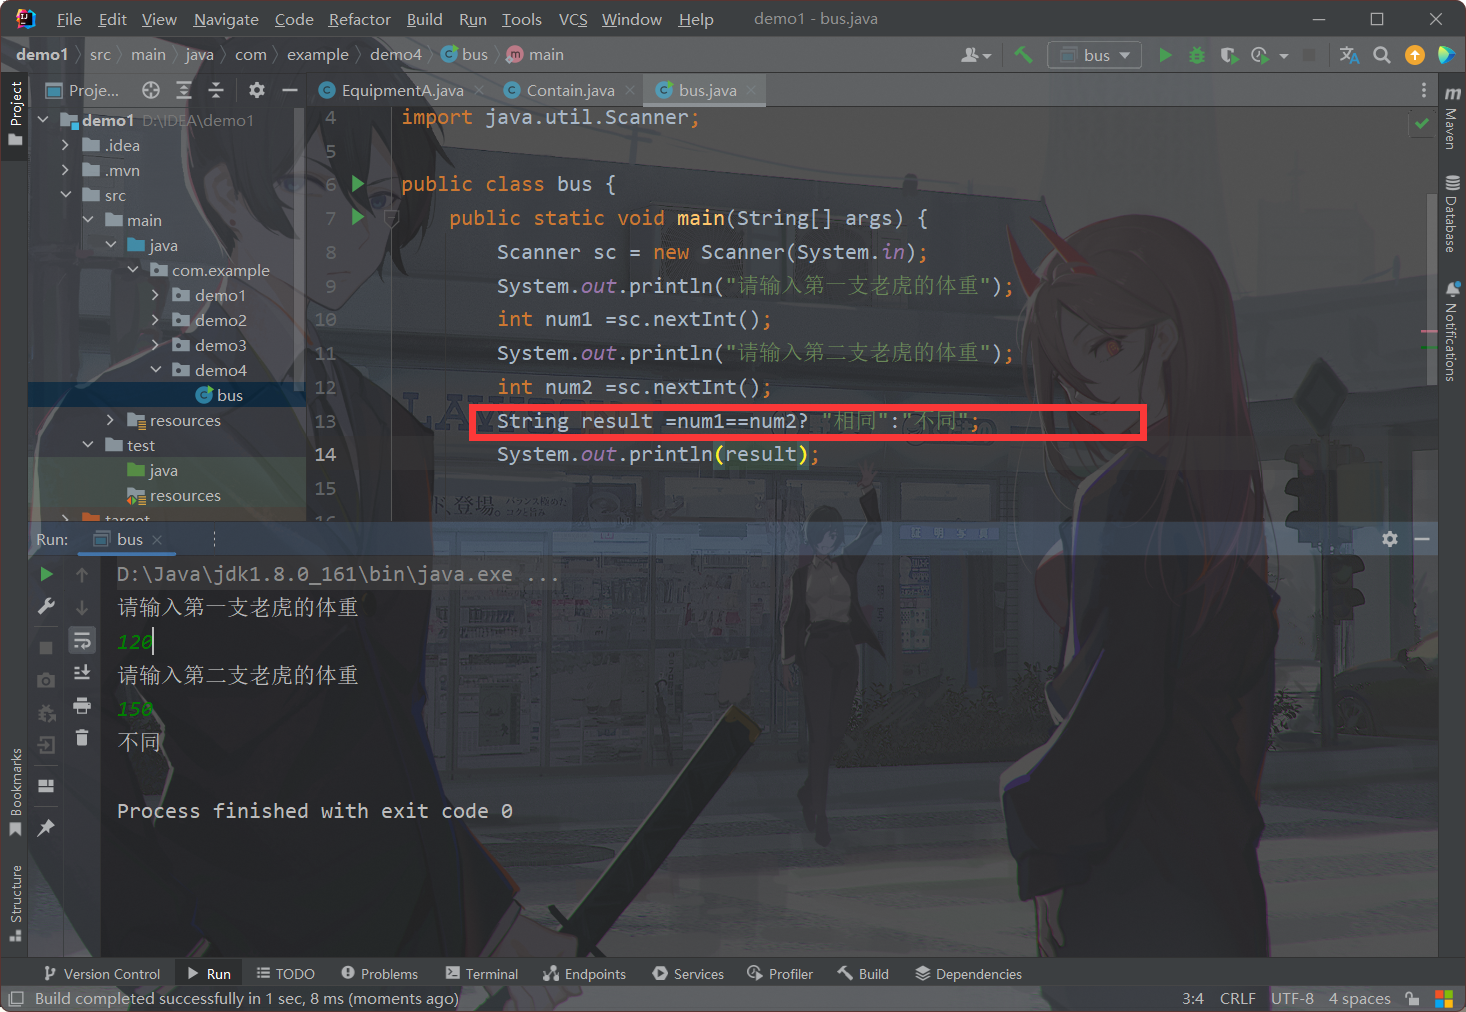 File Edit View Navigate Code Refactor Build Run Tools VCS Window Help demo1 - bus.java
demo1 src main java com example demo4 bus main
bus
Project
Proje...
EquipmentA.java
Contain.java
bus.java
demo1 D:\IDEA\demo1
.idea
.mvn
src
main
java
com.example
demo1
demo2
demo3
demo4
bus
resources
test
java
resources
target
4 import java.util.Scanner;
5
6 public class bus {
7 public static void main(String[] args) {
8 Scanner sc = new Scanner(System.in);
9 System.out.println("请输入第一支老虎的体重");
10 int num1 =sc.nextInt();
11 System.out.println("请输入第二支老虎的体重");
12 int num2 =sc.nextInt();
13 String result =num1==num2? "相同":"不同";
14 System.out.println(result);
15
16
Maven
Database
Notifications
Run: bus
D:\Java\jdk1.8.0_161\bin\java.exe ...
请输入第一支老虎的体重
120
请输入第二支老虎的体重
150
不同
Process finished with exit code 0
Bookmarks
Structure
Version Control Run TODO Problems Terminal Endpoints Services Profiler Build Dependencies
Build completed successfully in 1 sec, 8 ms (moments ago)
3:4 CRLF UTF-8 4 spaces